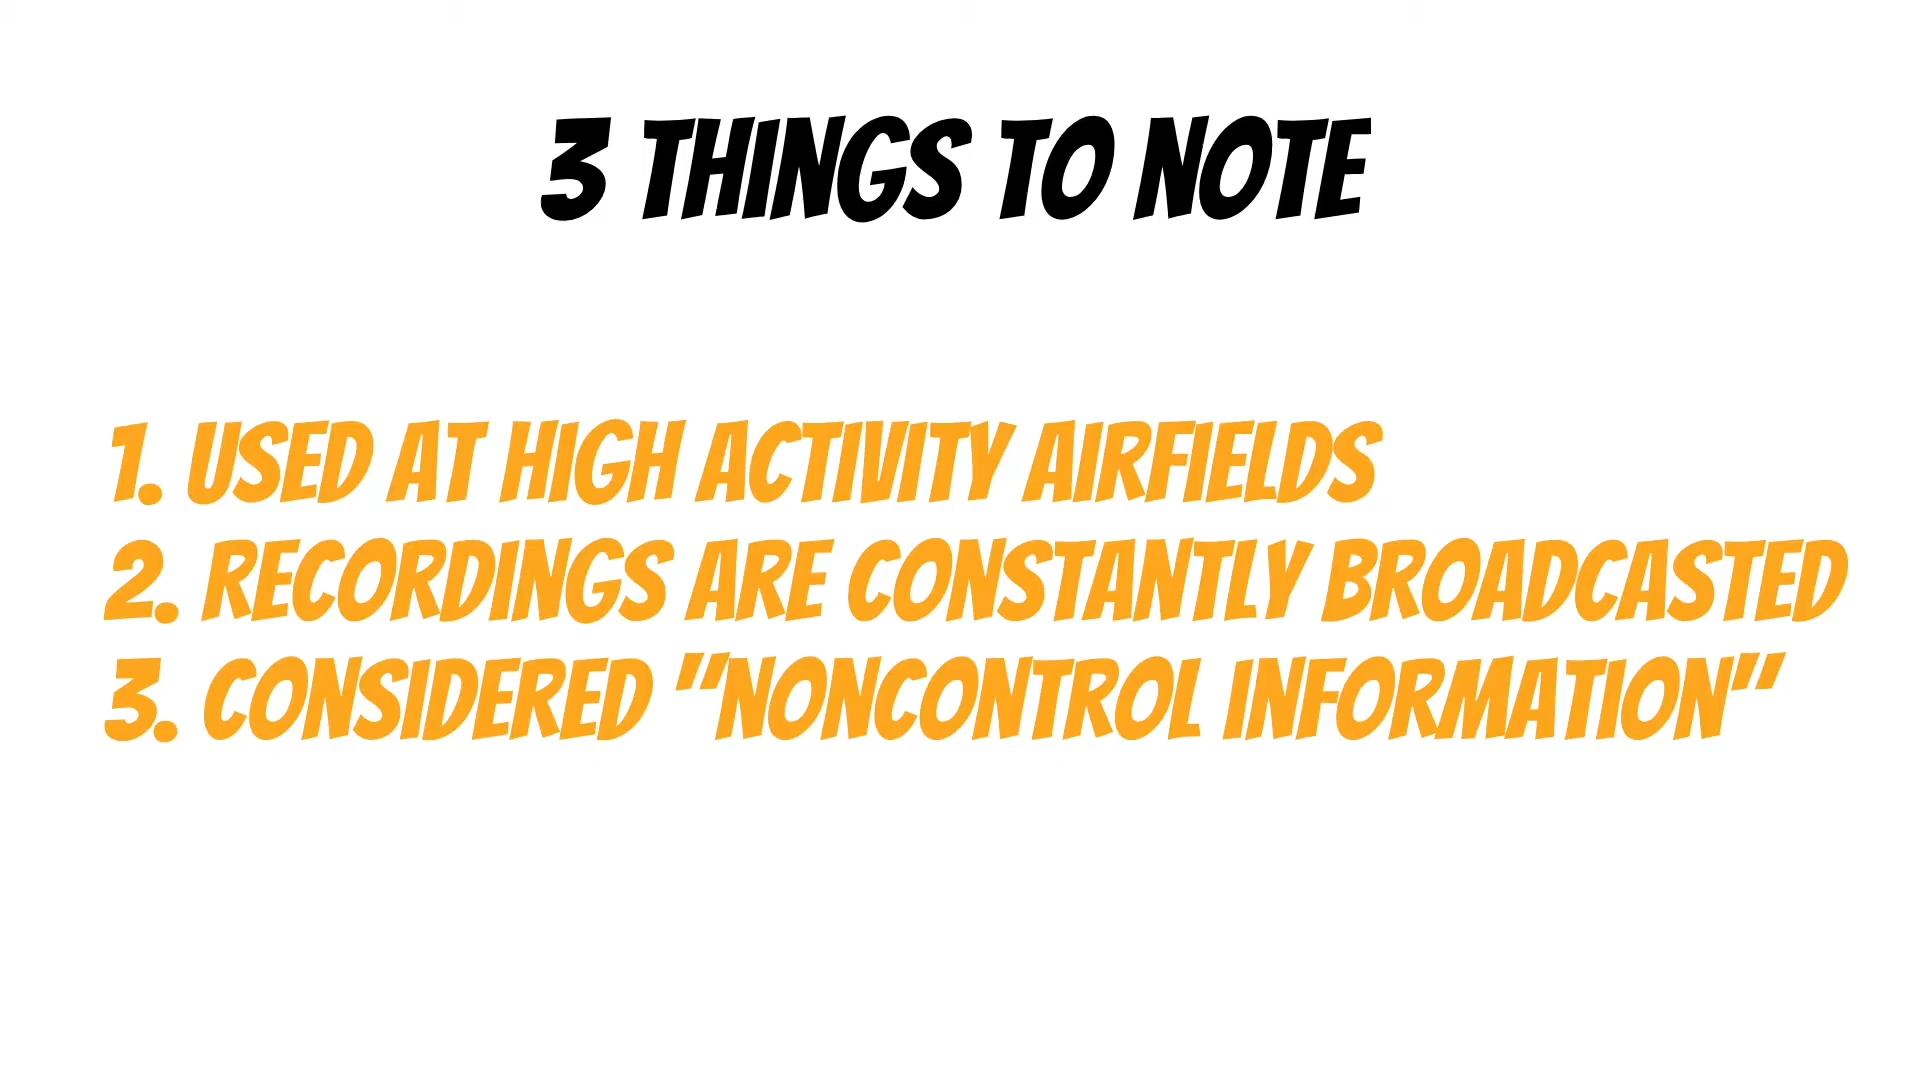 3 THINGS TO NOTE
1. USED AT HIGH ACTIVITY AIRFIELDS
2. RECORDINGS ARE CONSTANTLY BROADCASTED
3. CONSIDERED "NONCONTROL INFORMATION"